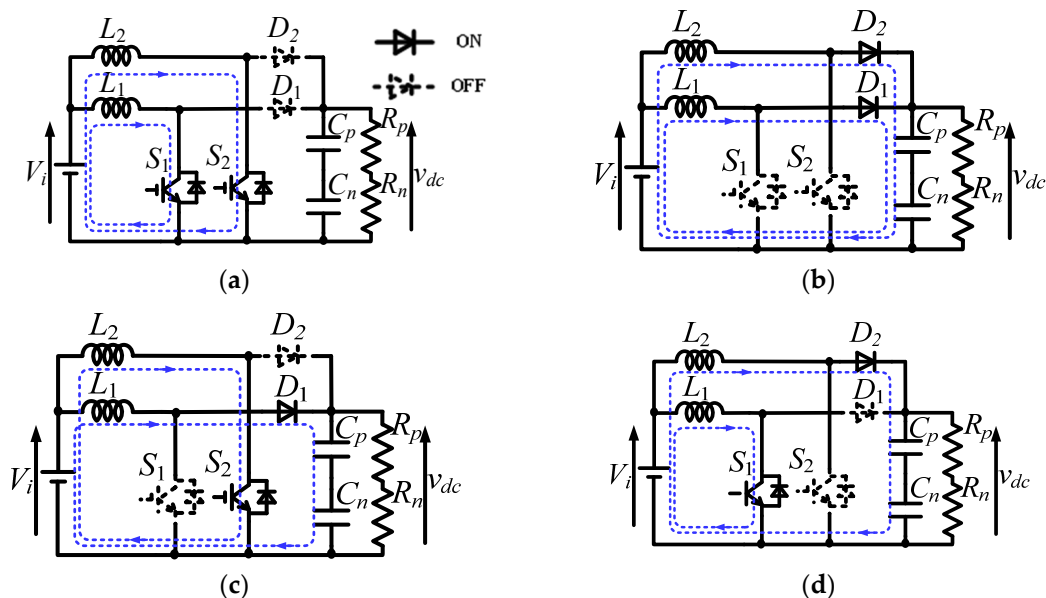 L2
D2
ON
L1
D1
OFF
Vi
S1
S2
Cp
Rp
Cn
Rn
vdc
(a)
L2
D2
L1
D1
Vi
S1
S2
Cp
Rp
Cn
Rn
vdc
(b)
L2
D2
L1
D1
Vi
S1
S2
Cp
Rp
Cn
Rn
vdc
(c)
L2
D2
L1
D1
Vi
S1
S2
Cp
Rp
Cn
Rn
vdc
(d)